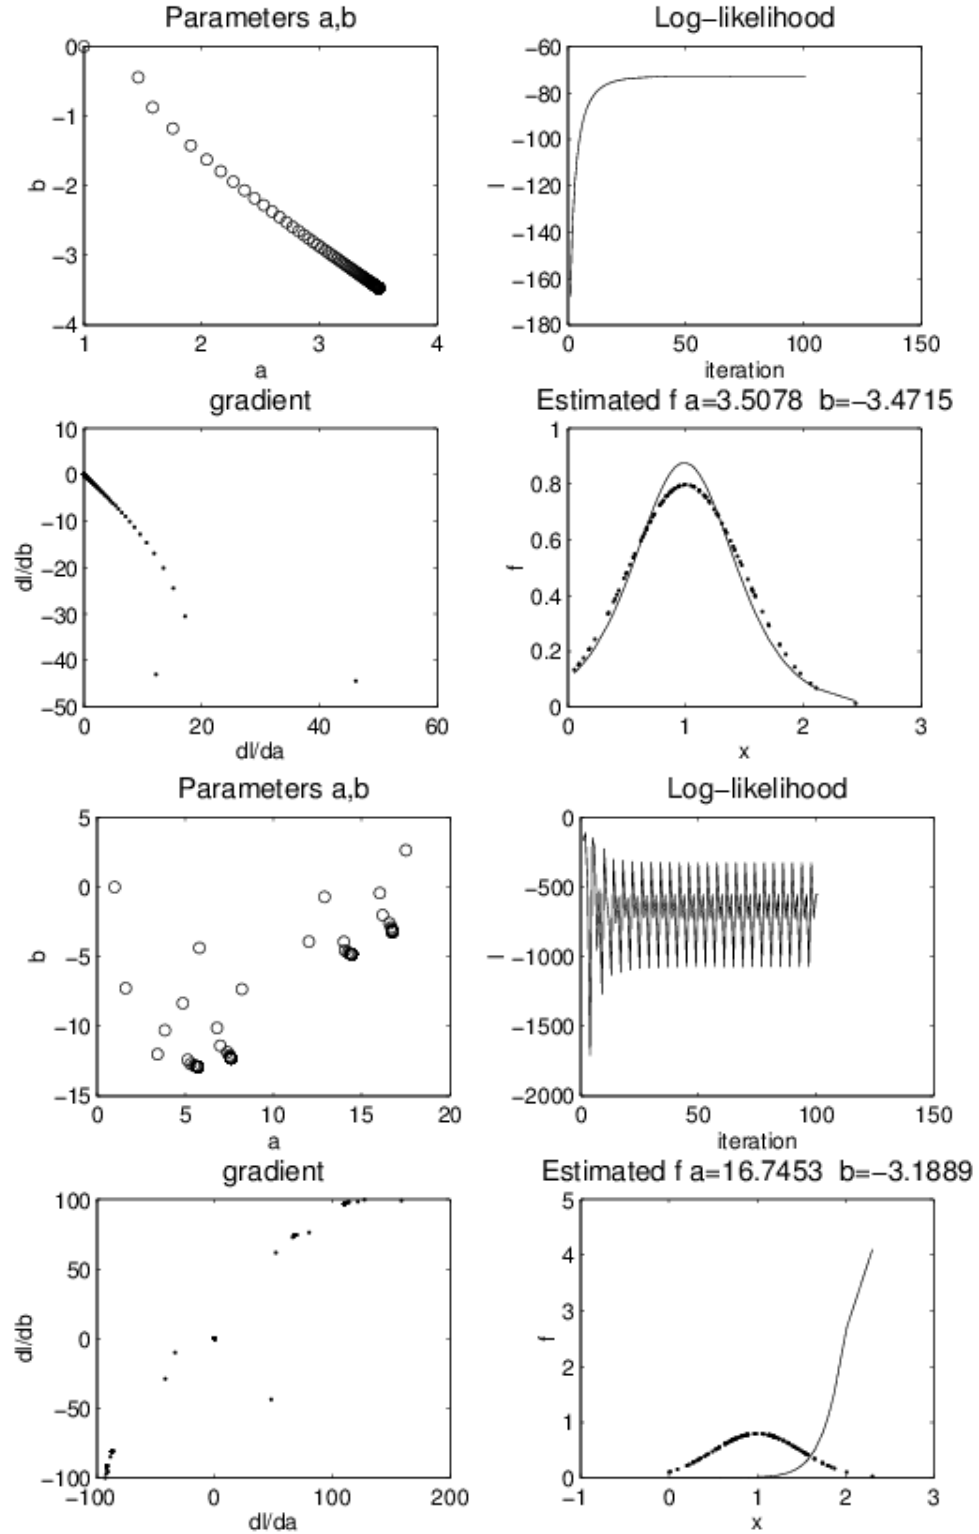 Parameters a,b
0
−1
−2
−3
−4
b
1 2 3 4
a
Log−likelihood
−60
−80
−100
−120
−140
−160
−180
l
0 50 100 150
iteration
gradient
10
0
−10
−20
−30
−40
−50
dl/db
0 20 40 60
dl/da
Estimated f a=3.5078 b=−3.4715
1
0.8
0.6
0.4
0.2
0
f
0 1 2 3
x
Parameters a,b
5
0
−5
−10
−15
b
0 5 10 15 20
a
Log−likelihood
0
−500
−1000
−1500
−2000
l
0 50 100 150
iteration
gradient
100
50
0
−50
−100
dl/db
−100 0 100 200
dl/da
Estimated f a=16.7453 b=−3.1889
5
4
3
2
1
0
f
−1 0 1 2 3
x